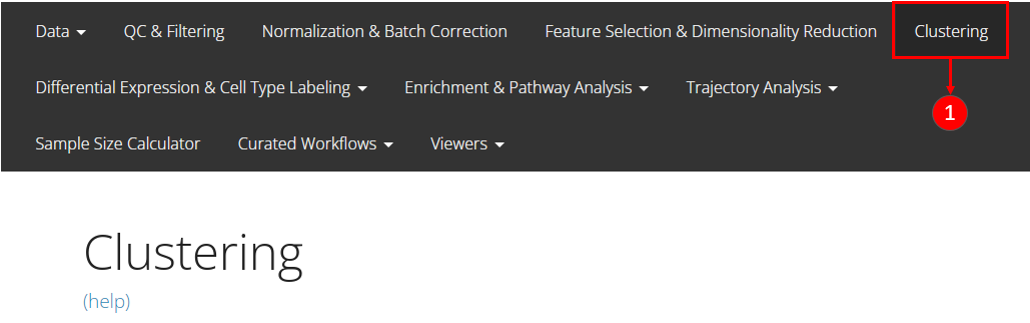 Data QC & Filtering Normalization & Batch Correction Feature Selection & Dimensionality Reduction Clustering
Differential Expression & Cell Type Labeling Enrichment & Pathway Analysis Trajectory Analysis
1
Sample Size Calculator Curated Workflows Viewers
Clustering
(help)